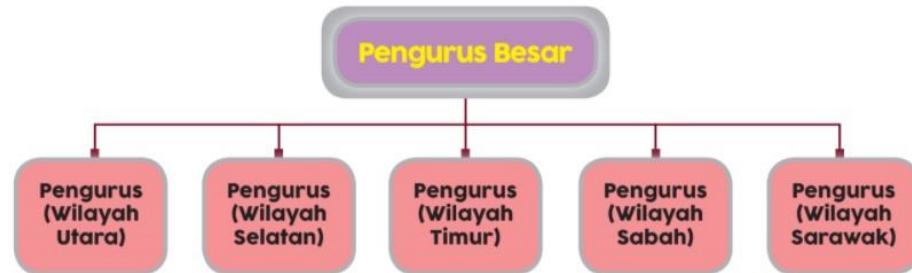 Pengurus Besar
Pengurus
(Wilayah
Utara)
Pengurus
(Wilayah
Selatan)
Pengurus
(Wilayah
Timur)
Pengurus
(Wilayah
Sabah)
Pengurus
(Wilayah
Sarawak)